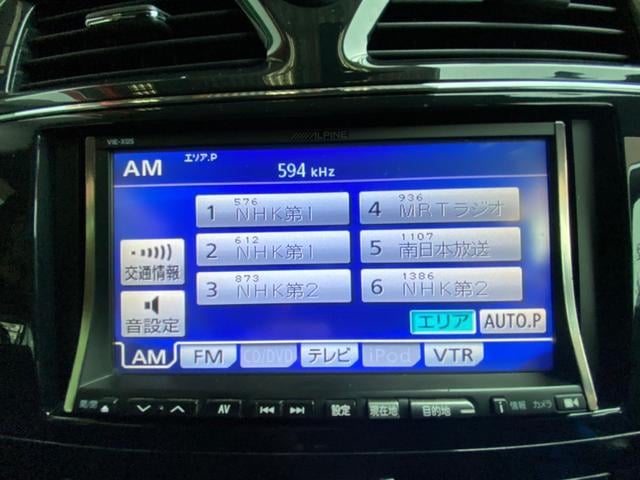 VIE-X05
ALPINE
AM エリア.P 594 kHz
1 576 NHK第1
4 936 MRTラジオ
2 612 NHK第1
5 1107 南日本放送
3 873 NHK第2
6 1386 NHK第2
交通情報
音設定
エリア AUTO.P
AM FM CD/DVD テレビ iPod VTR
AV 設定 現在地 目的地 i 情報 カメラ